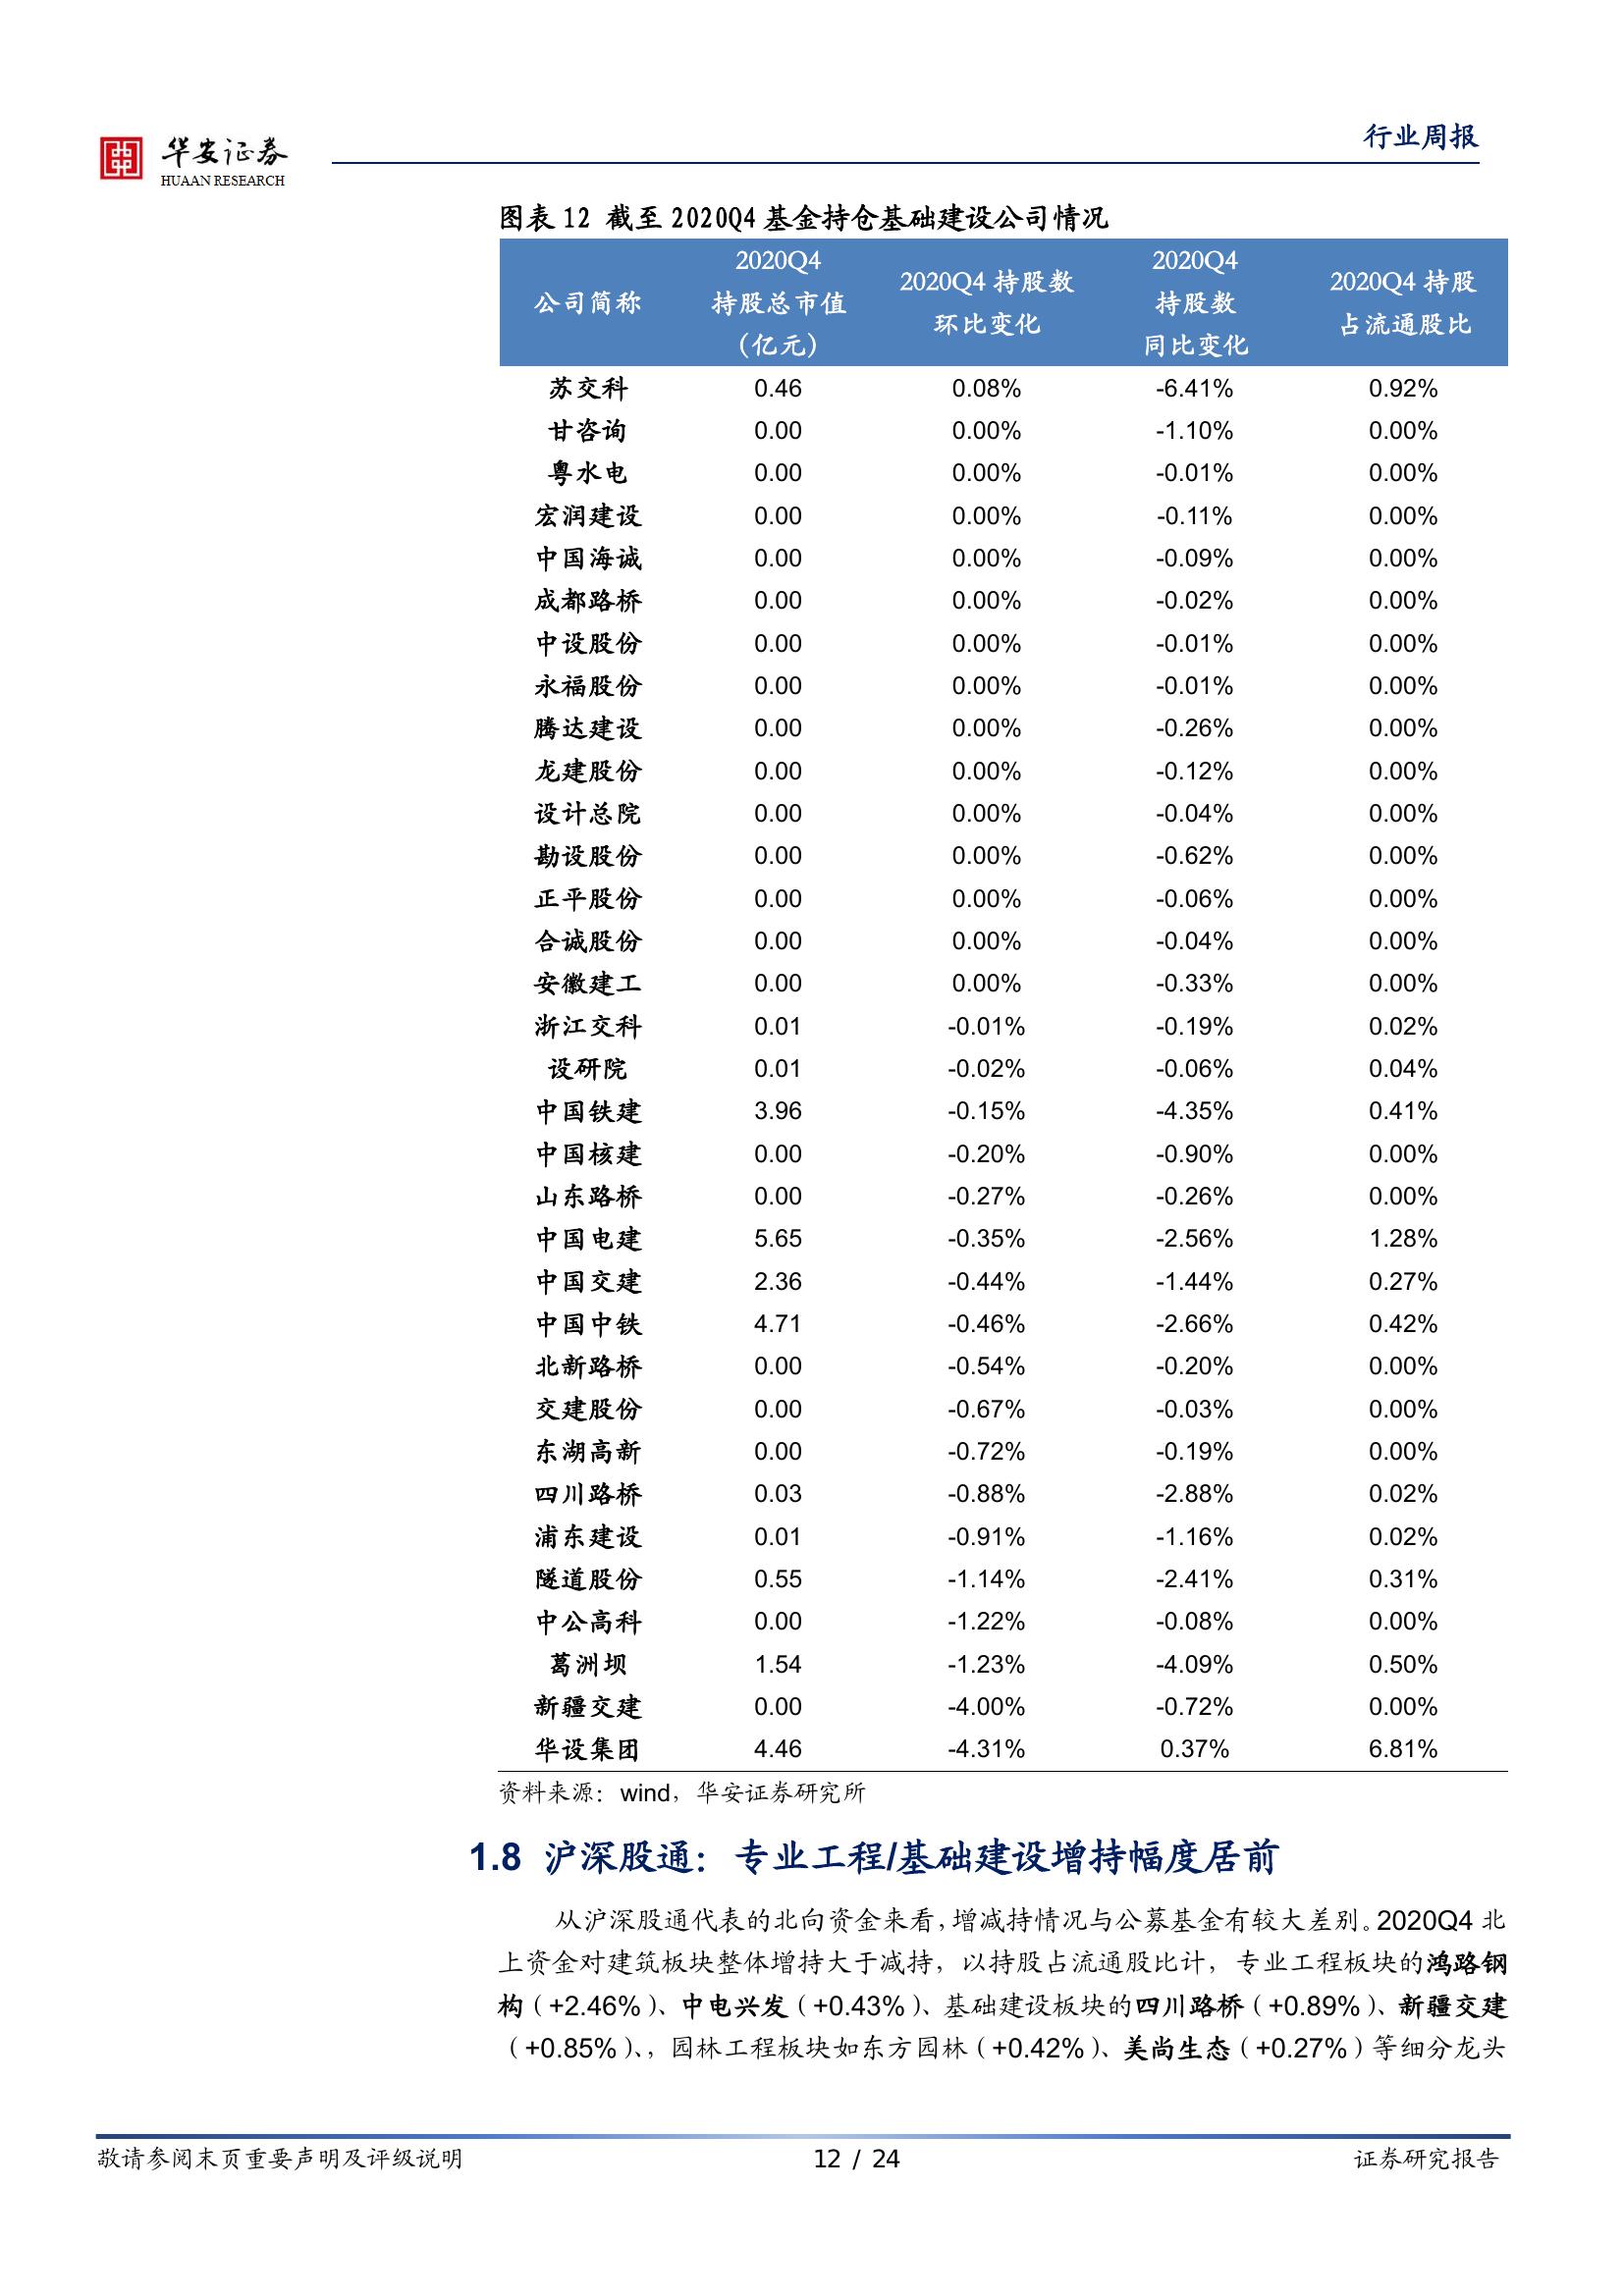 华安证券
HUAAN RESEARCH
行业周报
图表 12 截至 2020Q4 基金持仓基础建设公司情况
公司简称 2020Q4 持股总市值 （亿元） 2020Q4 持股数 环比变化 2020Q4 持股数 同比变化 2020Q4 持股 占流通股比
苏交科 0.46 0.08% -6.41% 0.92%
甘咨询 0.00 0.00% -1.10% 0.00%
粤水电 0.00 0.00% -0.01% 0.00%
宏润建设 0.00 0.00% -0.11% 0.00%
中国海诚 0.00 0.00% -0.09% 0.00%
成都路桥 0.00 0.00% -0.02% 0.00%
中设股份 0.00 0.00% -0.01% 0.00%
永福股份 0.00 0.00% -0.01% 0.00%
腾达建设 0.00 0.00% -0.26% 0.00%
龙建股份 0.00 0.00% -0.12% 0.00%
设计总院 0.00 0.00% -0.04% 0.00%
勘设股份 0.00 0.00% -0.62% 0.00%
正平股份 0.00 0.00% -0.06% 0.00%
合诚股份 0.00 0.00% -0.04% 0.00%
安徽建工 0.00 0.00% -0.33% 0.00%
浙江交科 0.01 -0.01% -0.19% 0.02%
设研院 0.01 -0.02% -0.06% 0.04%
中国铁建 3.96 -0.15% -4.35% 0.41%
中国核建 0.00 -0.20% -0.90% 0.00%
山东路桥 0.00 -0.27% -0.26% 0.00%
中国电建 5.65 -0.35% -2.56% 1.28%
中国交建 2.36 -0.44% -1.44% 0.27%
中国中铁 4.71 -0.46% -2.66% 0.42%
北新路桥 0.00 -0.54% -0.20% 0.00%
交建股份 0.00 -0.67% -0.03% 0.00%
东湖高新 0.00 -0.72% -0.19% 0.00%
四川路桥 0.03 -0.88% -2.88% 0.02%
浦东建设 0.01 -0.91% -1.16% 0.02%
隧道股份 0.55 -1.14% -2.41% 0.31%
中公高科 0.00 -1.22% -0.08% 0.00%
葛洲坝 1.54 -1.23% -4.09% 0.50%
新疆交建 0.00 -4.00% -0.72% 0.00%
华设集团 4.46 -4.31% 0.37% 6.81%
资料来源：wind，华安证券研究所
1.8 沪深股通：专业工程/基础建设增持幅度居前
从沪深股通代表的北向资金来看，增减持情况与公募基金有较大差别。2020Q4 北
上资金对建筑板块整体增持大于减持，以持股占流通股比计，专业工程板块的鸿路钢
构（+2.46%）、中电兴发（+0.43%）、基础建设板块的四川路桥（+0.89%）、新疆交建
（+0.85%）、，园林工程板块如东方园林（+0.42%）、美尚生态（+0.27%）等细分龙头
敬请参阅末页重要声明及评级说明 12 / 24 证券研究报告